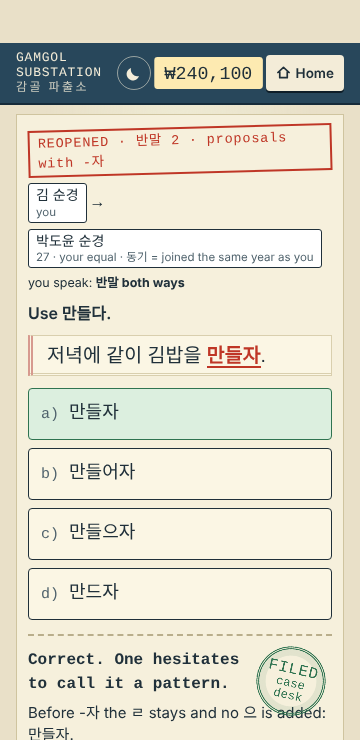 GAMGOL
SUBSTATION
감골 파출소
₩240,100
Home
REOPENED · 반말 2 · proposals
with -자
김 순경
you
→
박도윤 순경
27 · your equal · 동기 = joined the same year as you
you speak: 반말 both ways
Use 만들다.
저녁에 같이 김밥을 만들자.
a) 만들자
b) 만들어자
c) 만들으자
d) 만드자
Correct. One hesitates
to call it a pattern.
FILED
case
desk
Before -자 the ㄹ stays and no 으 is added:
만들자.